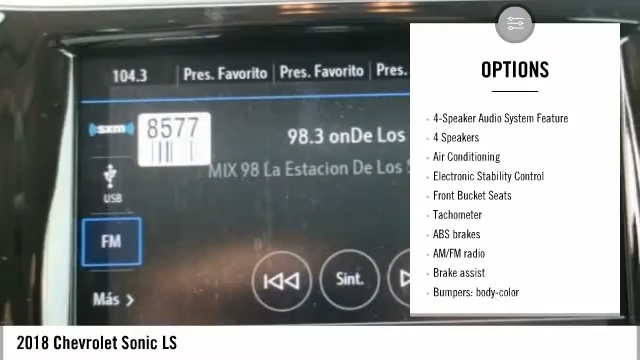 104.3 Pres. Favorito Pres. Favorito Pres.
sxm
8577
98.3 onDe Los
MIX 98 La Estacion De Los
USB
FM
Sint.
Más
OPTIONS
4-Speaker Audio System Feature
4 Speakers
Air Conditioning
Electronic Stability Control
Front Bucket Seats
Tachometer
ABS brakes
AM/FM radio
Brake assist
Bumpers: body-color
2018 Chevrolet Sonic LS